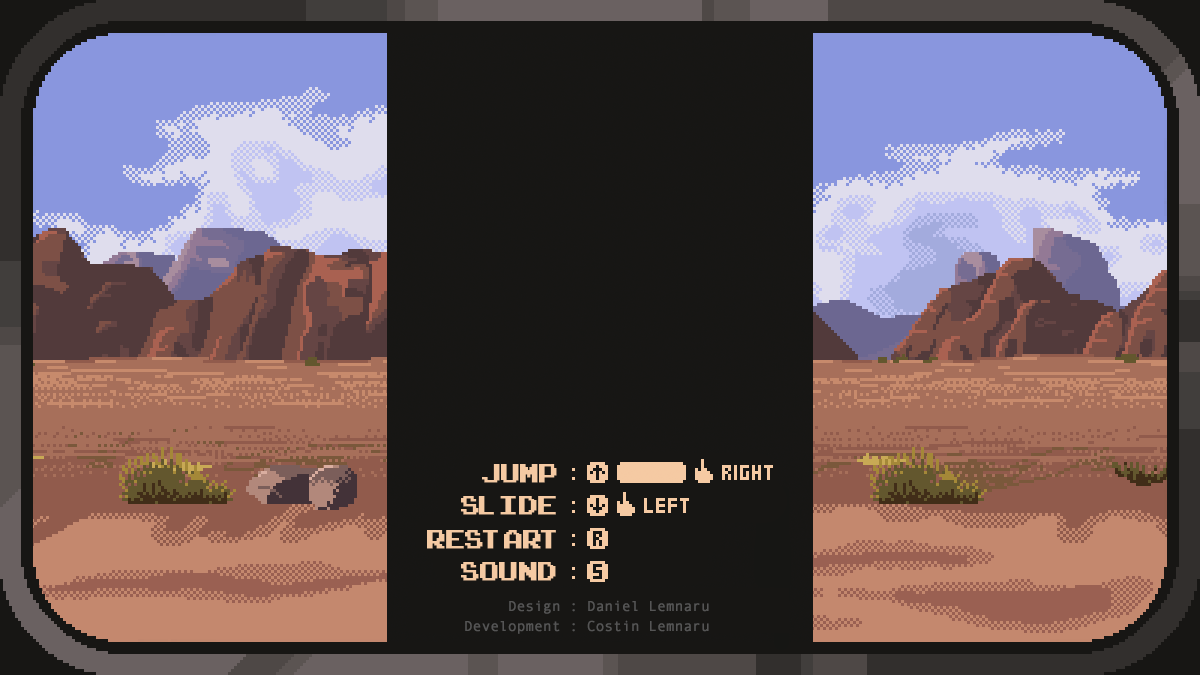 JUMP : ↑ RIGHT
SLIDE : ↓ LEFT
RESTART : R
SOUND : S
Design : Daniel Lemnaru
Development : Costin Lemnaru